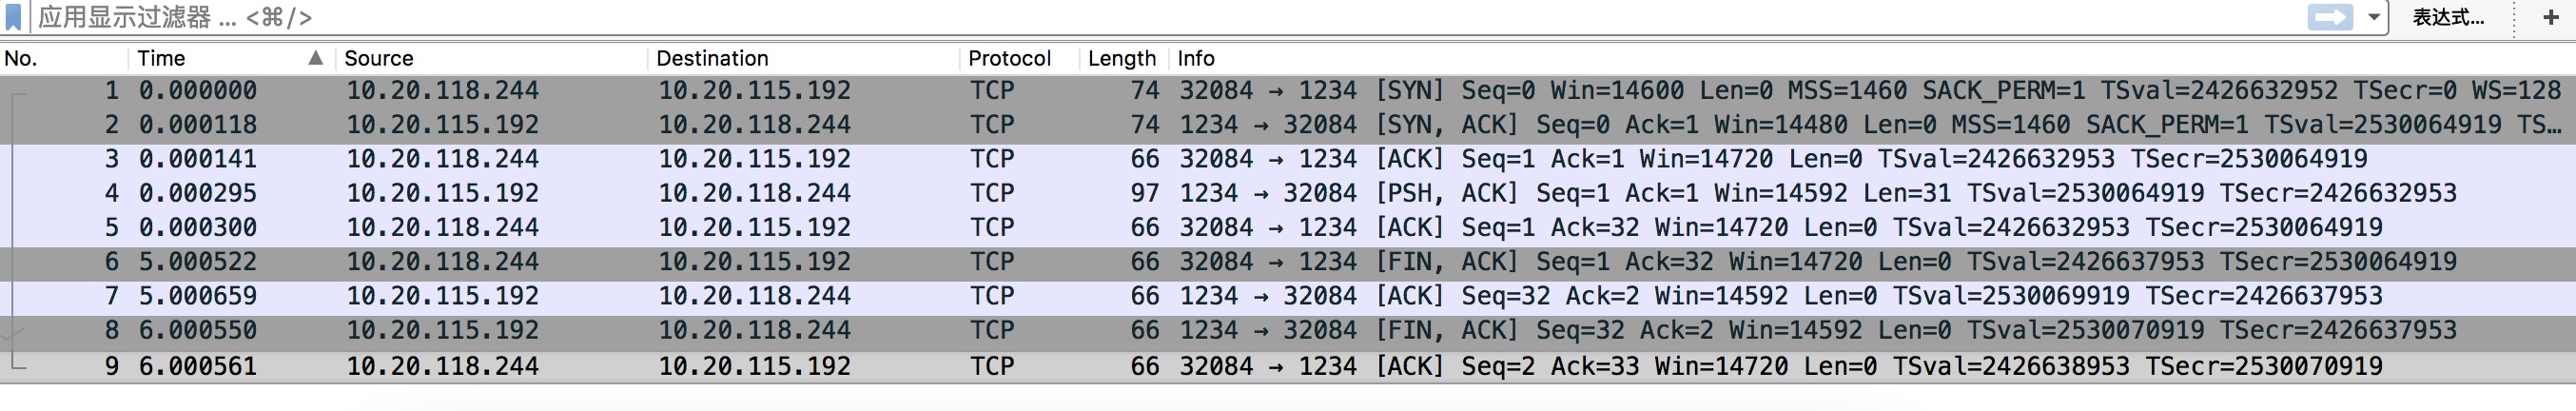 应用显示过滤器 ... <⌘/> 表达式... +
No. Time Source Destination Protocol Length Info
1 0.000000 10.20.118.244 10.20.115.192 TCP 74 32084 → 1234 [SYN] Seq=0 Win=14600 Len=0 MSS=1460 SACK_PERM=1 TSval=2426632952 TSecr=0 WS=128
2 0.000118 10.20.115.192 10.20.118.244 TCP 74 1234 → 32084 [SYN, ACK] Seq=0 Ack=1 Win=14480 Len=0 MSS=1460 SACK_PERM=1 TSval=2530064919 TS...
3 0.000141 10.20.118.244 10.20.115.192 TCP 66 32084 → 1234 [ACK] Seq=1 Ack=1 Win=14720 Len=0 TSval=2426632953 TSecr=2530064919
4 0.000295 10.20.115.192 10.20.118.244 TCP 97 1234 → 32084 [PSH, ACK] Seq=1 Ack=1 Win=14592 Len=31 TSval=2530064919 TSecr=2426632953
5 0.000300 10.20.118.244 10.20.115.192 TCP 66 32084 → 1234 [ACK] Seq=1 Ack=32 Win=14720 Len=0 TSval=2426632953 TSecr=2530064919
6 5.000522 10.20.118.244 10.20.115.192 TCP 66 32084 → 1234 [FIN, ACK] Seq=1 Ack=32 Win=14720 Len=0 TSval=2426637953 TSecr=2530064919
7 5.000659 10.20.115.192 10.20.118.244 TCP 66 1234 → 32084 [ACK] Seq=32 Ack=2 Win=14592 Len=0 TSval=2530069919 TSecr=2426637953
8 6.000550 10.20.115.192 10.20.118.244 TCP 66 1234 → 32084 [FIN, ACK] Seq=32 Ack=2 Win=14592 Len=0 TSval=2530070919 TSecr=2426637953
9 6.000561 10.20.118.244 10.20.115.192 TCP 66 32084 → 1234 [ACK] Seq=2 Ack=33 Win=14720 Len=0 TSval=2426638953 TSecr=2530070919